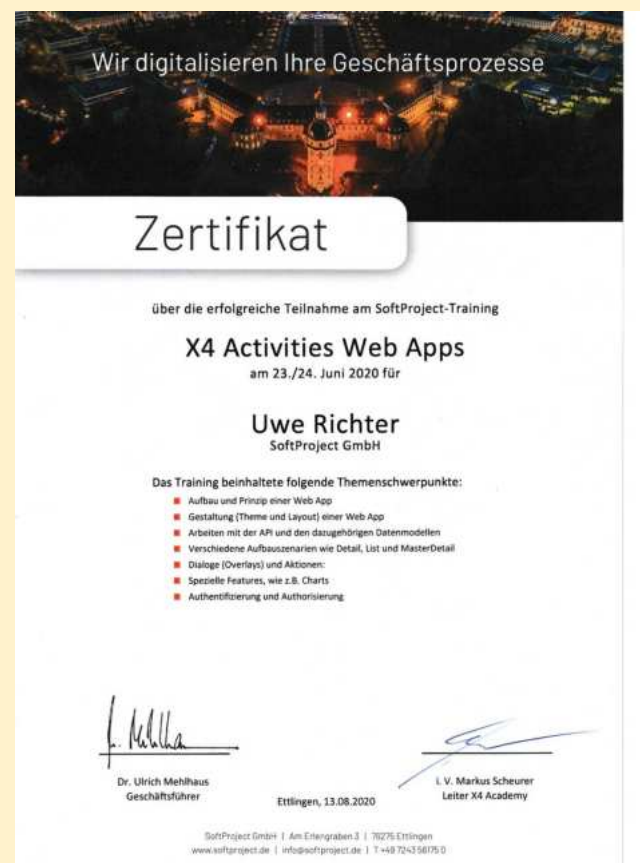 Wir digitalisieren Ihre Geschäftsprozesse
Zertifikat
über die erfolgreiche Teilnahme am SoftProject-Training
X4 Activities Web Apps
am 23./24. Juni 2020 für
Uwe Richter
SoftProject GmbH
Das Training beinhaltete folgende Themenschwerpunkte:
Aufbau und Prinzip einer Web App
Gestaltung (Theme und Layout) einer Web App
Arbeiten mit der API und den dazugehörigen Datenmodellen
Verschiedene Aufbauszenarien wie Detail, List und MasterDetail
Dialoge (Overlays) und Aktionen:
Spezielle Features, wie z.B. Charts
Authentifizierung und Authorisierung
Dr. Ulrich Mehlhaus
Geschäftsführer
Ettlingen, 13.08.2020
i. V. Markus Scheurer
Leiter X4 Academy
SoftProject GmbH | Am Erlengraben 3 | 76275 Ettlingen
www.softproject.de | info@softproject.de | T +49 7243 56175 0